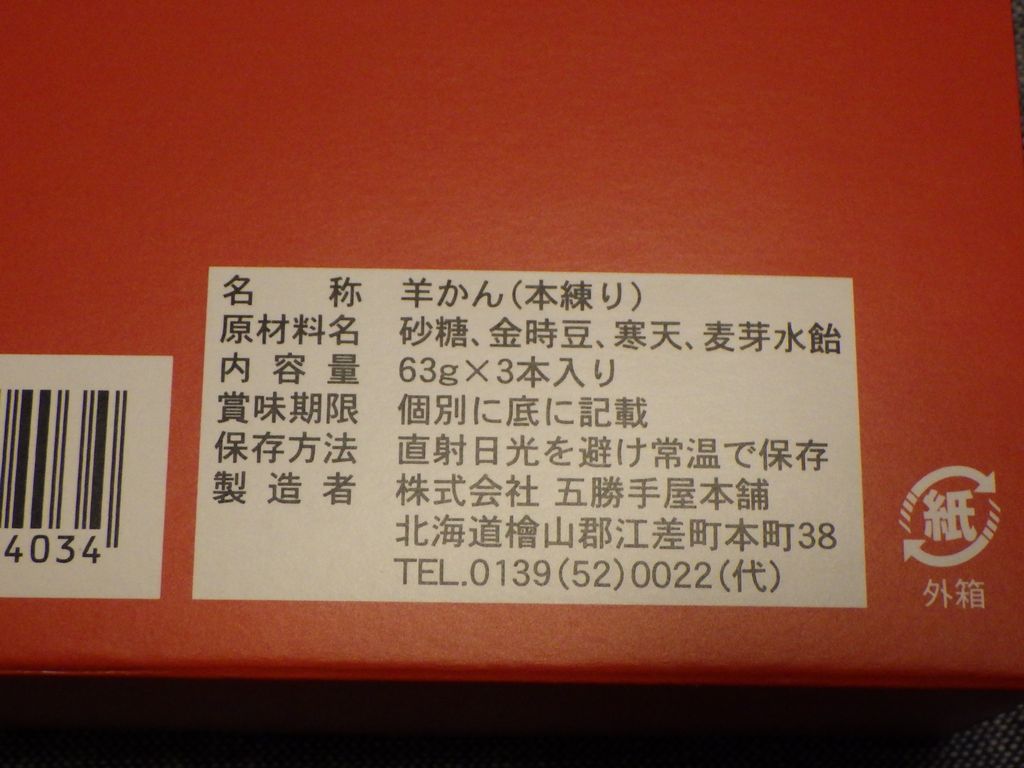 名　　称　羊かん(本練り)
原材料名　砂糖、金時豆、寒天、麦芽水飴
内 容 量　63g×3本入り
賞味期限　個別に底に記載
保存方法　直射日光を避け常温で保存
製 造 者　株式会社 五勝手屋本舗
北海道檜山郡江差町本町38
TEL.0139(52)0022(代)
4034
紙
外箱